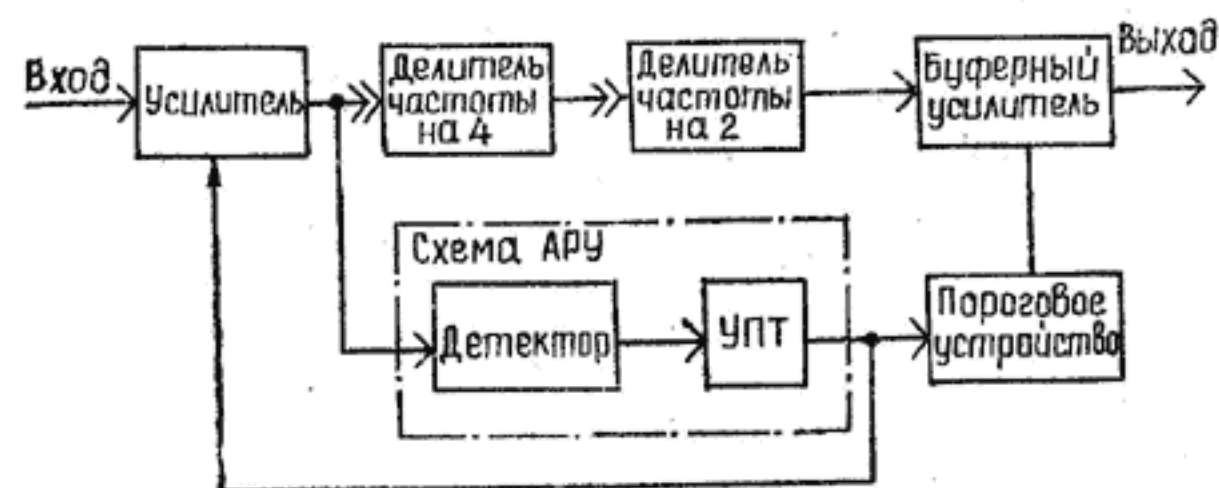 Вход
Усилитель
Делитель
частоты
на 4
Делитель
частоты
на 2
Буферный
усилитель
Выход
Схема АРУ
Детектор
УПТ
Пороговое
устройство